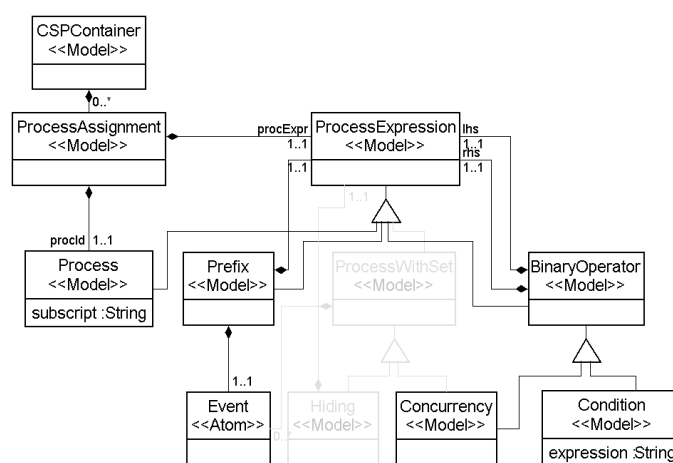 CSPContainer
<<Model>>
0..*
ProcessAssignment
<<Model>>
procExpr
1..1
ProcessExpression
<<Model>>
lhs
1..1
rhs
1..1
1..1
1..1
procId 1..1
Process
<<Model>>
subscript :String
Prefix
<<Model>>
ProcessWithSet
<<Model>>
BinaryOperator
<<Model>>
1..1
Event
<<Atom>>
0..*
Hiding
<<Model>>
Concurrency
<<Model>>
Condition
<<Model>>
expression :String